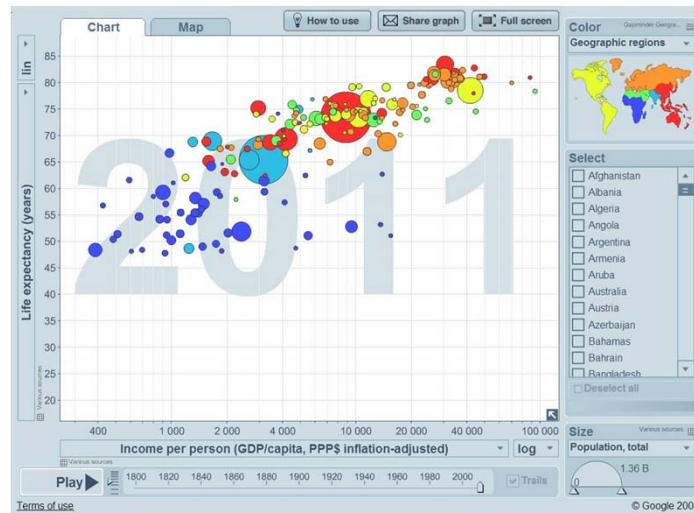 Chart
Map
How to use
Share graph
Full screen
lin
Life expectancy (years)
Various sources
85
80
75
70
65
60
55
50
45
40
35
30
25
20
2011
400
1 000
2 000
4 000
10 000
20 000
40 000
100 000
Income per person (GDP/capita, PPP$ inflation-adjusted)
log
Various sources
Play
1800 1820 1840 1860 1880 1900 1920 1940 1960 1980 2000
Trails
Terms of use
Color
Gapminder Geogra...
Geographic regions
Select
Afghanistan
Albania
Algeria
Angola
Argentina
Armenia
Aruba
Australia
Austria
Azerbaijan
Bahamas
Bahrain
Bangladesh
Deselect all
Size
Various sources
Population, total
1.36 B
0
© Google 200